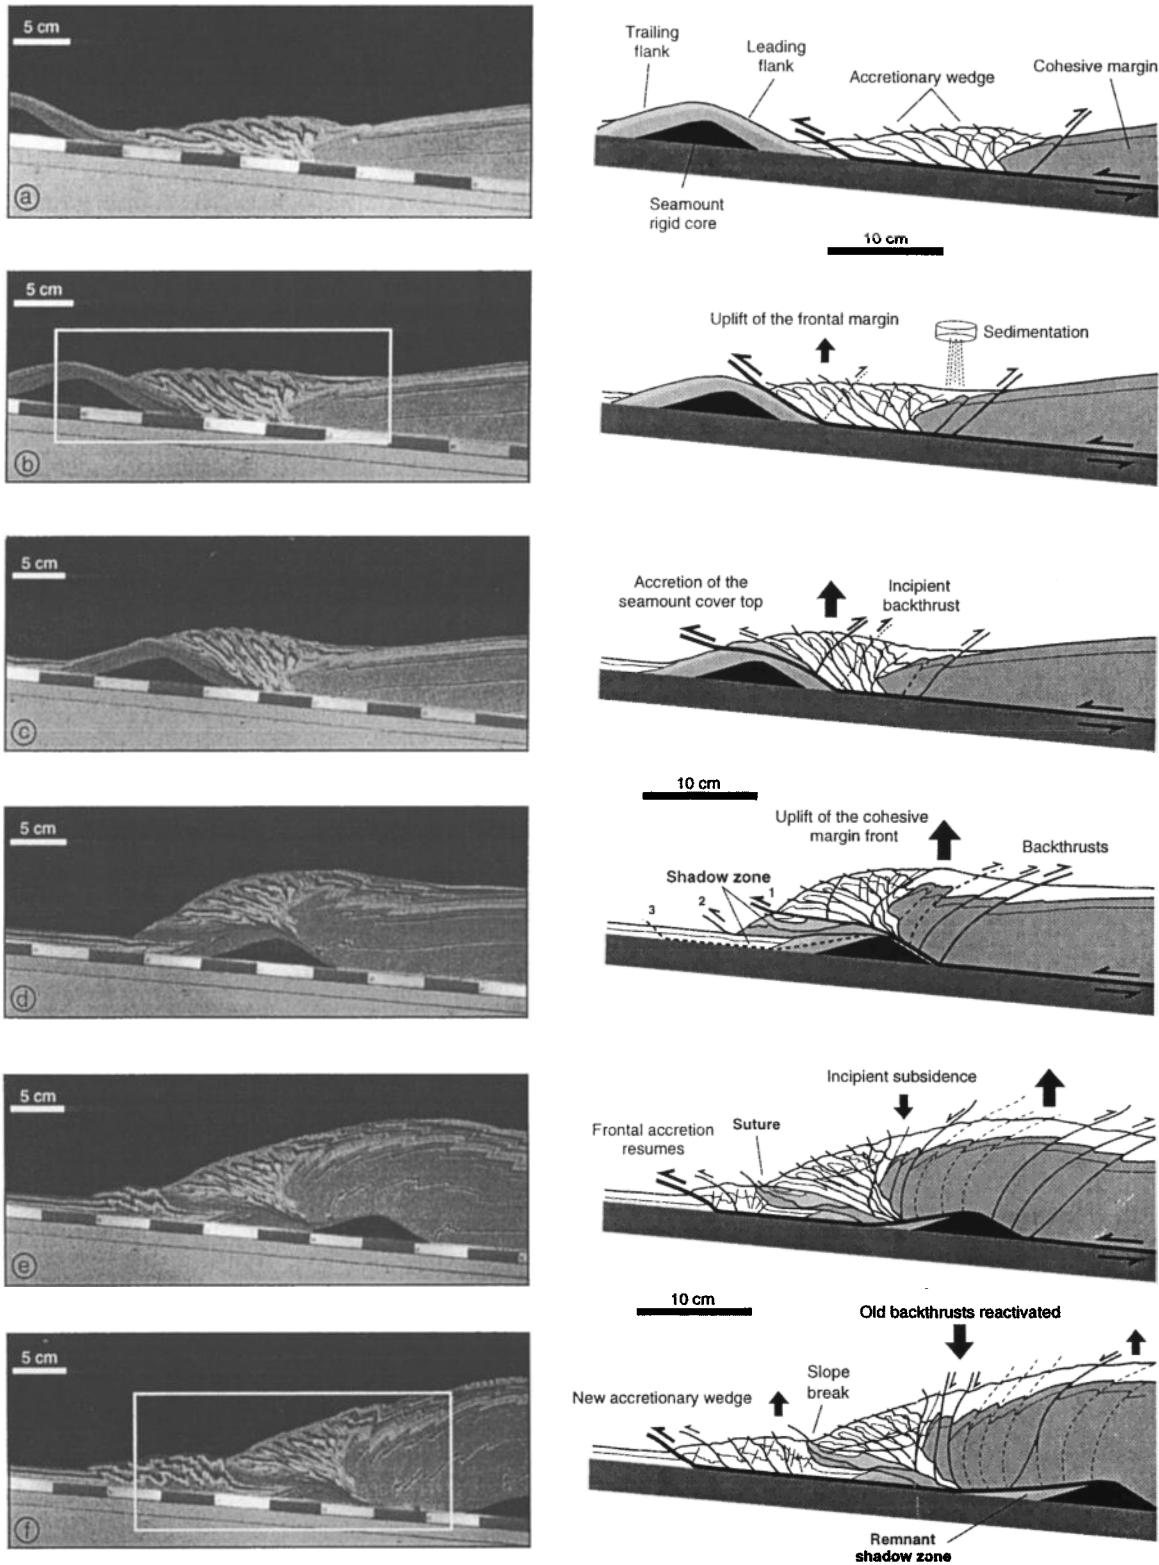 5 cm
a
Trailing
flank
Leading
flank
Accretionary wedge
Cohesive margin
Seamount
rigid core
10 cm
5 cm
b
Uplift of the frontal margin
Sedimentation
5 cm
c
Accretion of the
seamount cover top
Incipient
backthrust
10 cm
5 cm
d
Uplift of the cohesive
margin front
Backthrusts
Shadow zone
1
2
3
5 cm
e
Incipient subsidence
Frontal accretion
resumes
Suture
10 cm
5 cm
f
Old backthrusts reactivated
Slope
break
New accretionary wedge
Remnant
shadow zone